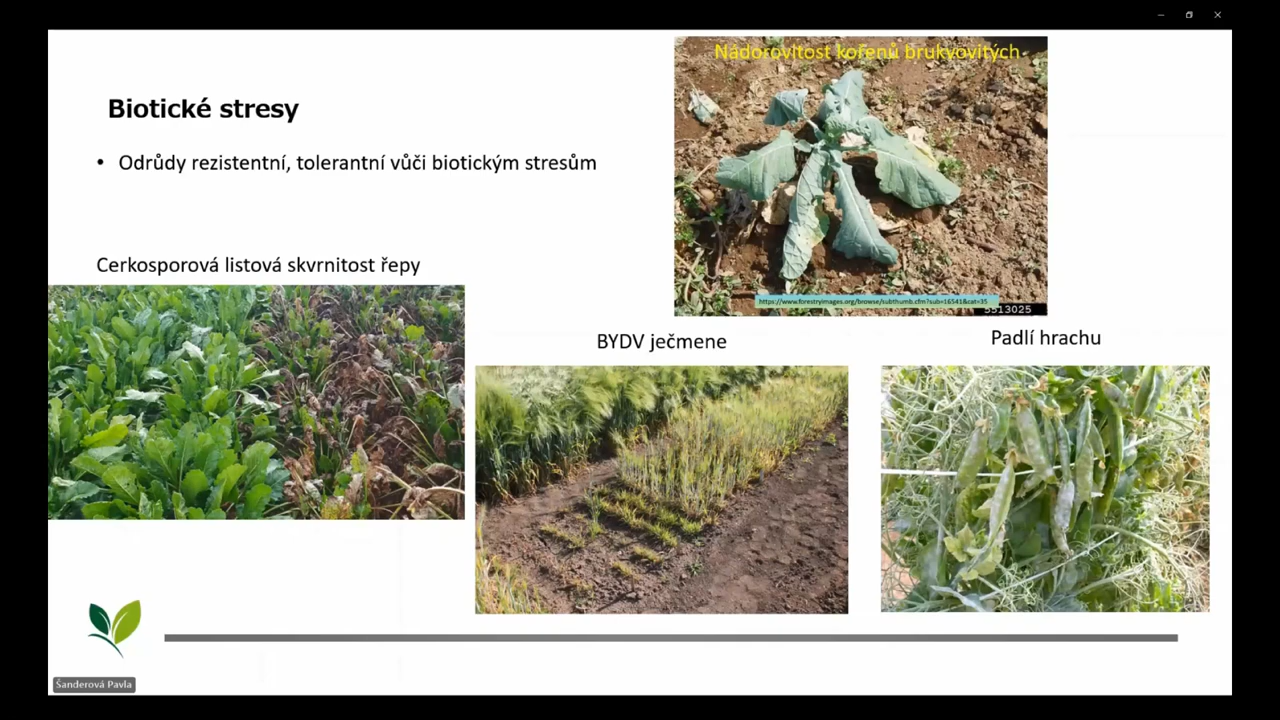 Nádorovitost kořenů brukvovitých
Biotické stresy
• Odrůdy rezistentní, tolerantní vůči biotickým stresům
Cerkosporová listová skvrnitost řepy
https://www.forestryimages.org/browse/subthumb.cfm?sub=16541&cat=35
5513025
BYDV ječmene
Padlí hrachu
Šanderová Pavla